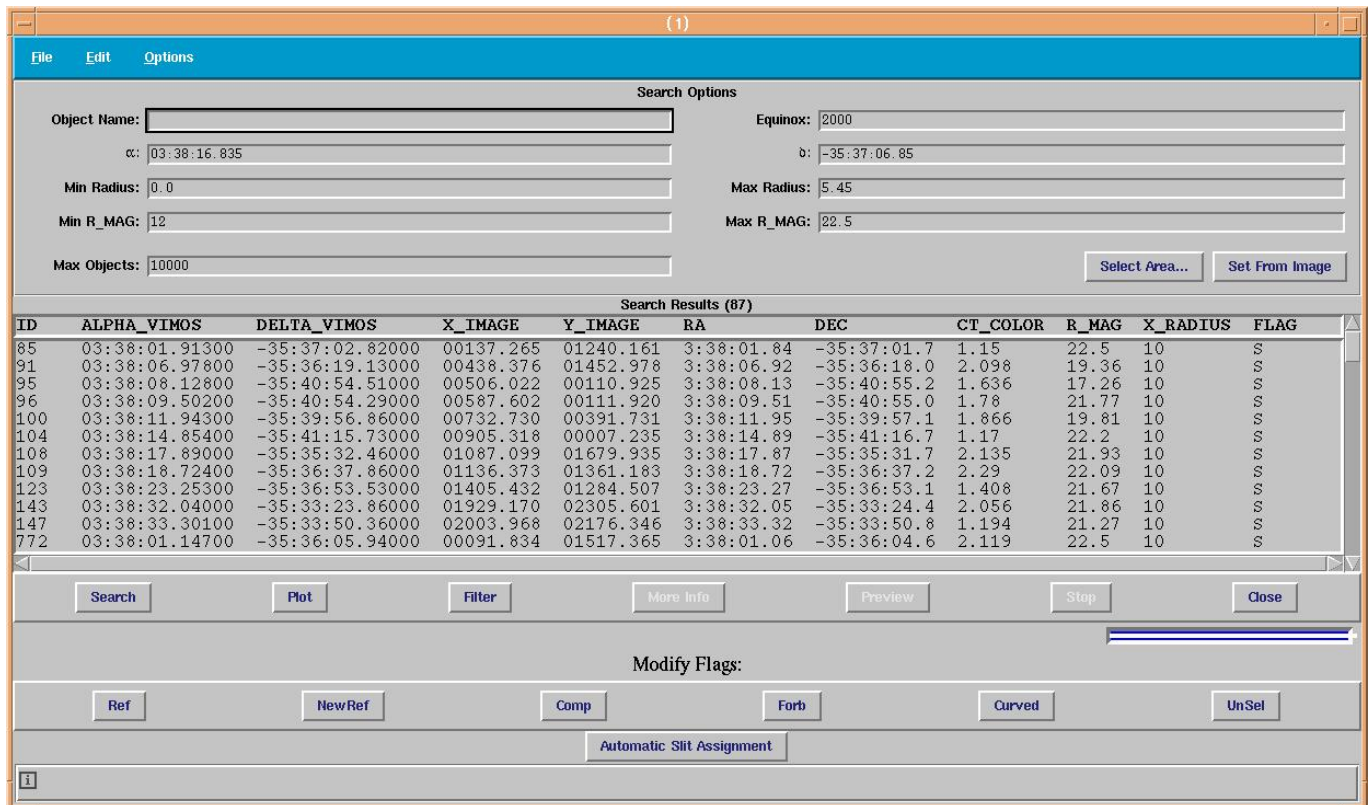 (1)
File Edit Options
Search Options
Object Name: Equinox: 2000
α: 03:38:16.835 δ: -35:37:06.85
Min Radius: 0.0 Max Radius: 5.45
Min R_MAG: 12 Max R_MAG: 22.5
Max Objects: 10000 Select Area... Set From Image
Search Results (87)
ID ALPHA_VIMOS DELTA_VIMOS X_IMAGE Y_IMAGE RA DEC CT_COLOR R_MAG X_RADIUS FLAG
85 03:38:01.91300 -35:37:02.82000 00137.265 01240.161 3:38:01.84 -35:37:01.7 1.15 22.5 10 S
91 03:38:06.97800 -35:36:19.13000 00438.376 01452.978 3:38:06.92 -35:36:18.0 2.098 19.36 10 S
95 03:38:08.12800 -35:40:54.51000 00506.022 00110.925 3:38:08.13 -35:40:55.2 1.636 17.26 10 S
96 03:38:09.50200 -35:40:54.29000 00587.602 00111.920 3:38:09.51 -35:40:55.0 1.78 21.77 10 S
100 03:38:11.94300 -35:39:56.86000 00732.730 00391.731 3:38:11.95 -35:39:57.1 1.866 19.81 10 S
104 03:38:14.85400 -35:41:15.73000 00905.318 00007.235 3:38:14.89 -35:41:16.7 1.17 22.2 10 S
108 03:38:17.89000 -35:35:32.46000 01087.099 01679.935 3:38:17.87 -35:35:31.7 2.135 21.93 10 S
109 03:38:18.72400 -35:36:37.86000 01136.373 01361.183 3:38:18.72 -35:36:37.2 2.29 22.09 10 S
123 03:38:23.25300 -35:36:53.53000 01405.432 01284.507 3:38:23.27 -35:36:53.1 1.408 21.67 10 S
143 03:38:32.04000 -35:33:23.86000 01929.170 02305.601 3:38:32.05 -35:33:24.4 2.056 21.86 10 S
147 03:38:33.30100 -35:33:50.36000 02003.968 02176.346 3:38:33.32 -35:33:50.8 1.194 21.27 10 S
772 03:38:01.14700 -35:36:05.94000 00091.834 01517.365 3:38:01.06 -35:36:04.6 2.119 22.5 10 S
Search Plot Filter More Info Preview Stop Close
Modify Flags:
Ref NewRef Comp Forb Curved UnSel
Automatic Slit Assignment
i